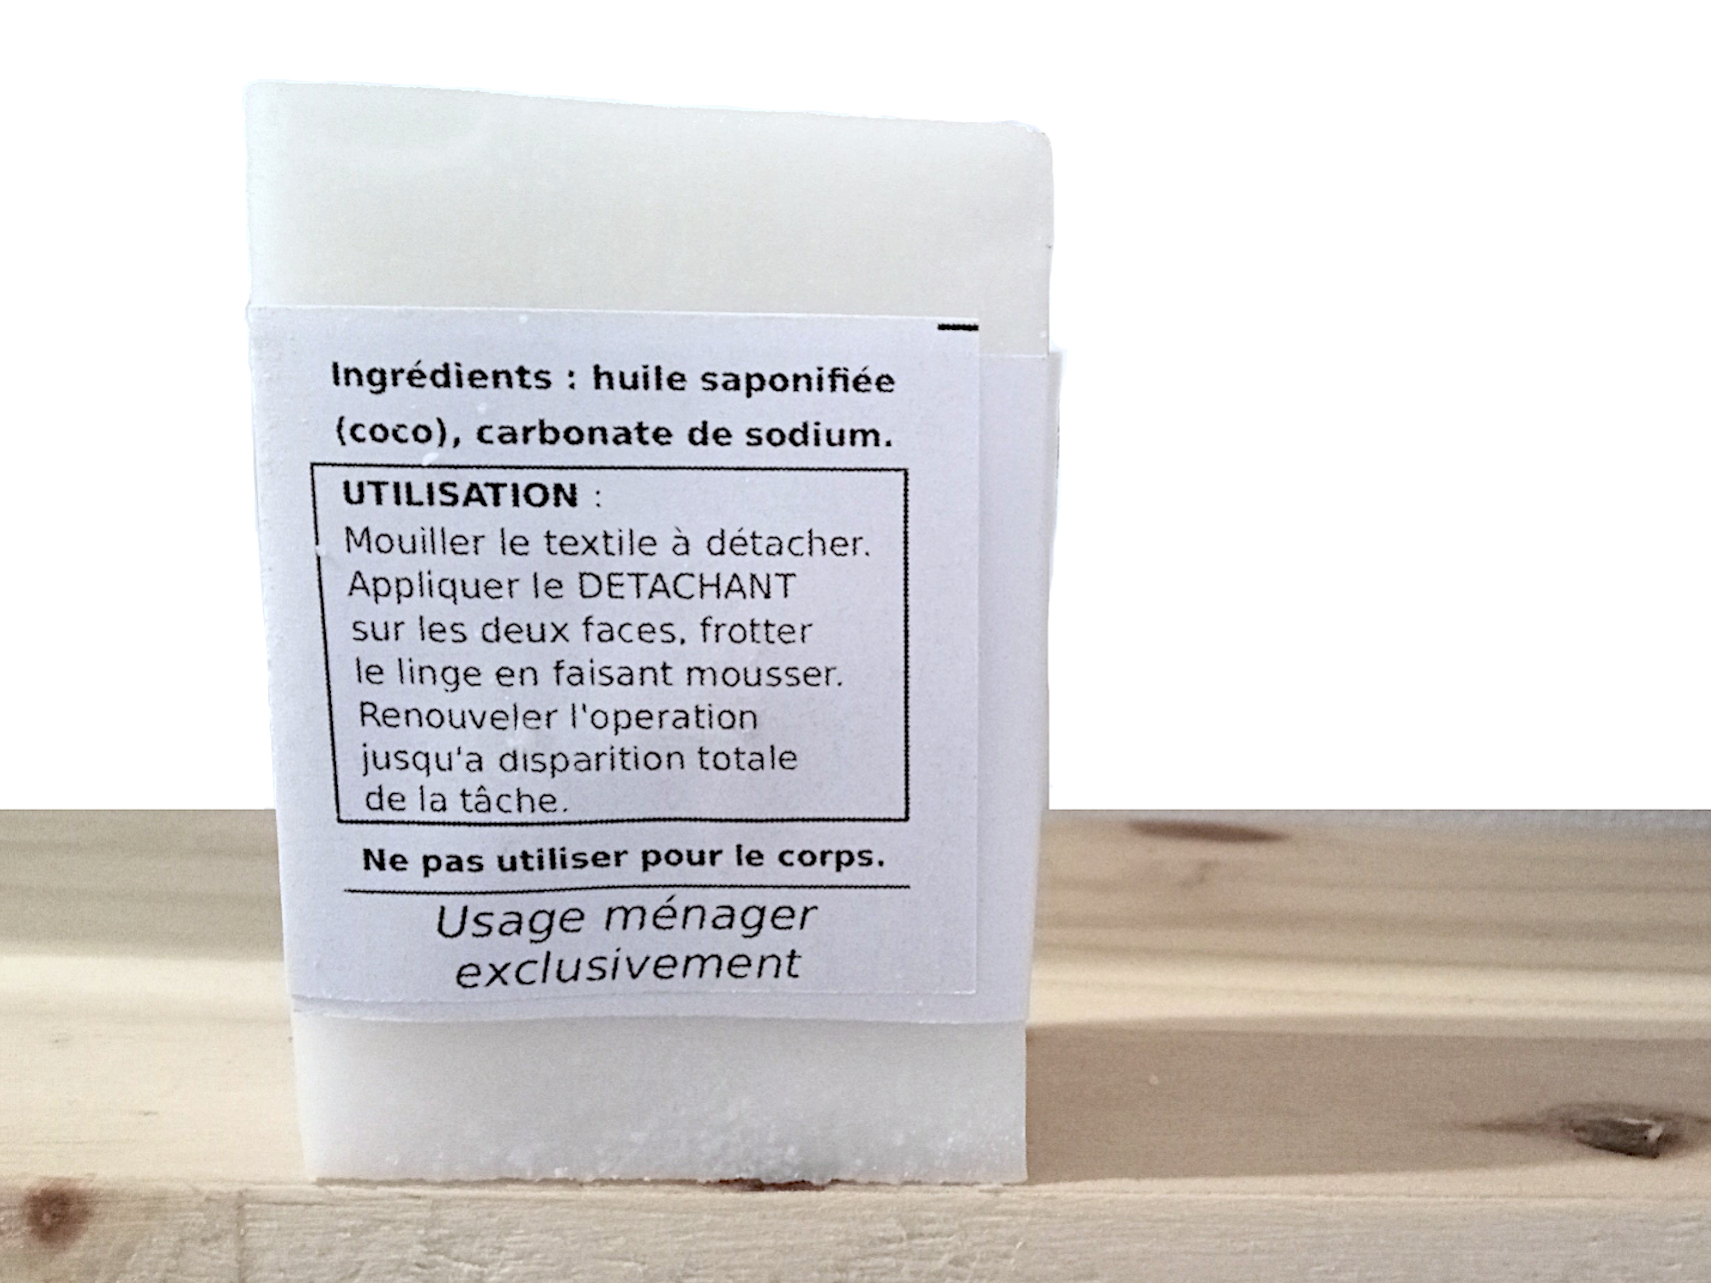 Ingrédients : huile saponifiée
(coco), carbonate de sodium.
UTILISATION :
Mouiller le textile à détacher.
Appliquer le DETACHANT
sur les deux faces, frotter
le linge en faisant mousser.
Renouveler l'operation
jusqu'a disparition totale
de la tâche.
Ne pas utiliser pour le corps.
Usage ménager
exclusivement